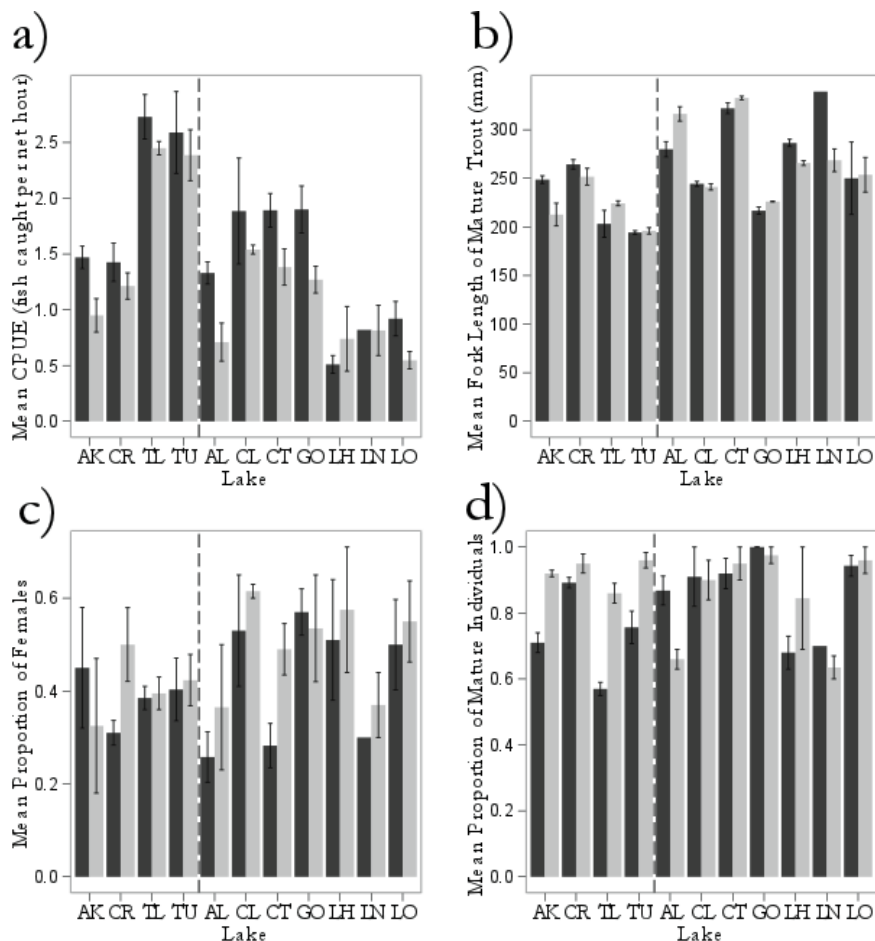 a)
Mean CPUE (fish caught per net hour)
2.5
2.0
1.5
1.0
0.5
0.0
AK CR TL TU AL CL CT GO LH LN LO
Lake
b)
Mean Fork Length of Mature Trout (mm)
300
250
200
150
100
50
0
AK CR TL TU AL CL CT GO LH LN LO
Lake
c)
Mean Proportion of Females
0.6
0.4
0.2
0.0
AK CR TL TU AL CL CT GO LH LN LO
Lake
d)
Mean Proportion of Mature Individuals
1.0
0.8
0.6
0.4
0.2
0.0
AK CR TL TU AL CL CT GO LH LN LO
Lake